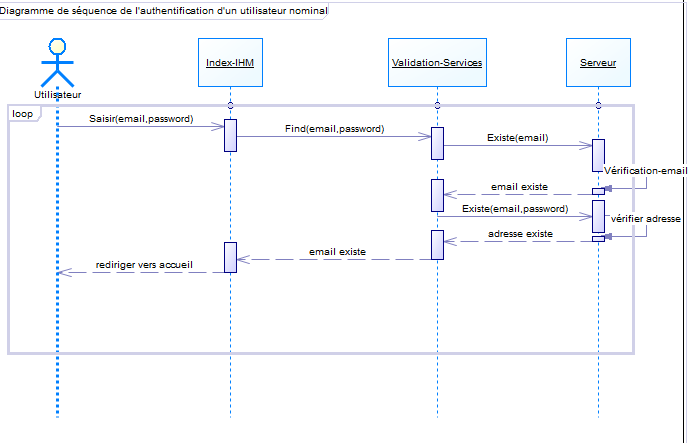 Diagramme de séquence de l'authentification d'un utilisateur nominal
Index-IHM
Validation-Services
Serveur
Utilisateur
loop
Saisir(email,password)
Find(email,password)
Existe(email)
Vérification-email
email existe
Existe(email,password)
vérifier adresse
adresse existe
email existe
rediriger vers accueil